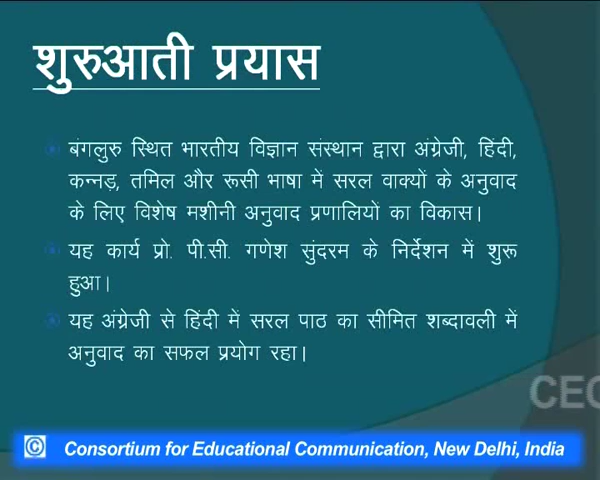 शुरुआती प्रयास
बंगलुरु स्थित भारतीय विज्ञान संस्थान द्वारा अंग्रेजी, हिंदी,
कन्नड़, तमिल और रूसी भाषा में सरल वाक्यों के अनुवाद
के लिए विशेष मशीनी अनुवाद प्रणालियों का विकास।
यह कार्य प्रो. पी.सी. गणेश सुंदरम के निर्देशन में शुरू
हुआ।
यह अंग्रेजी से हिंदी में सरल पाठ का सीमित शब्दावली में
अनुवाद का सफल प्रयोग रहा।
CEC
© Consortium for Educational Communication, New Delhi, India